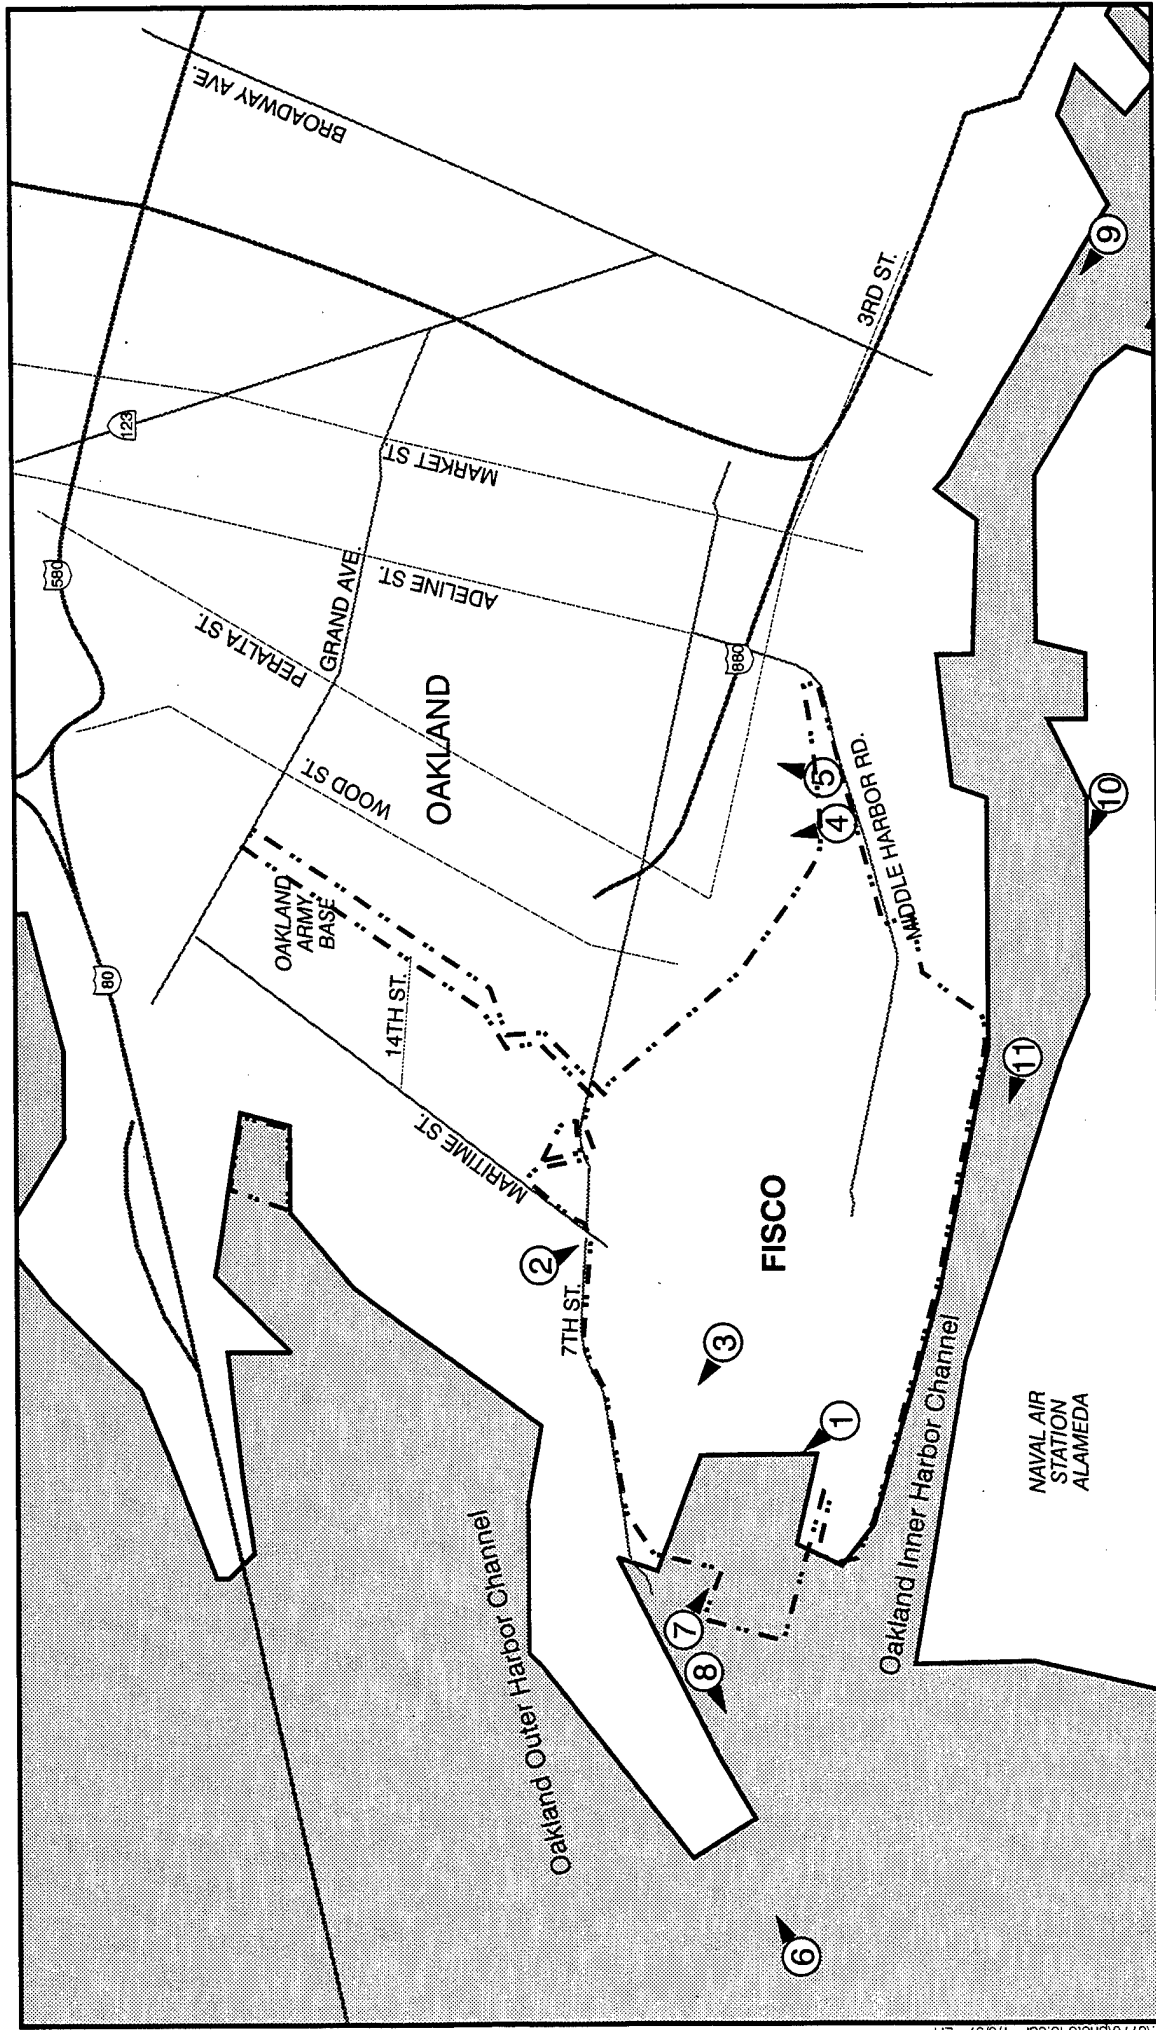 80
580
123
GRAND AVE.
PERALTA ST.
WOOD ST.
ADELINE ST.
MARKET ST.
BROADWAY AVE.
OAKLAND
ARMY
BASE
14TH ST.
MARITIME ST.
OAKLAND
880
3RD ST.
Oakland Outer Harbor Channel
7TH ST.
2
3
FISCO
MIDDLE HARBOR RD.
4
5
6
7
8
1
Oakland Inner Harbor Channel
11
10
9
NAVAL AIR
STATION
ALAMEDA